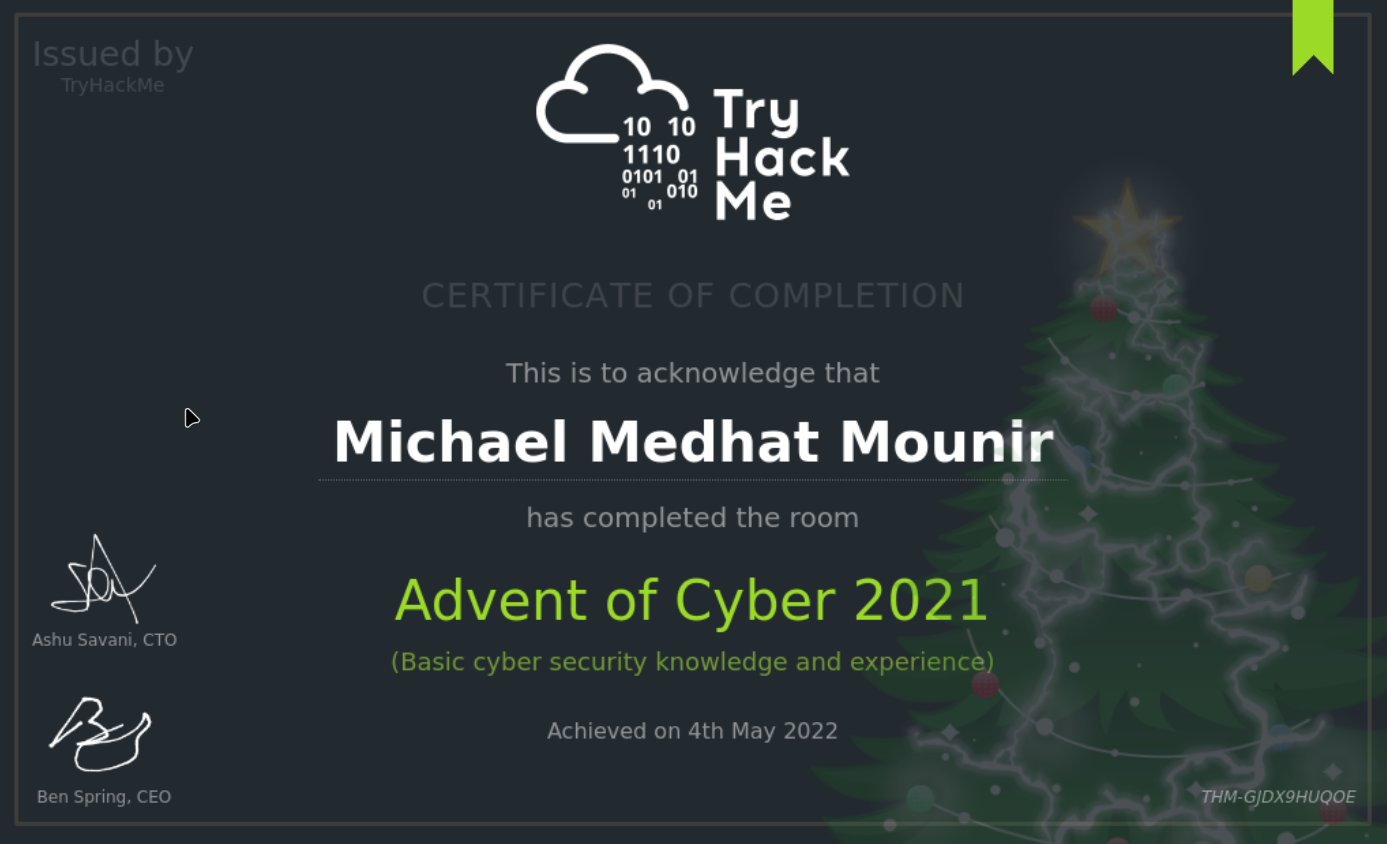 Issued by
TryHackMe
10 10
1110
0101 01
01 010
01
Try
Hack
Me
CERTIFICATE OF COMPLETION
This is to acknowledge that
Michael Medhat Mounir
has completed the room
Advent of Cyber 2021
(Basic cyber security knowledge and experience)
Achieved on 4th May 2022
Ashu Savani, CTO
Ben Spring, CEO
THM-GJDX9HUQOE